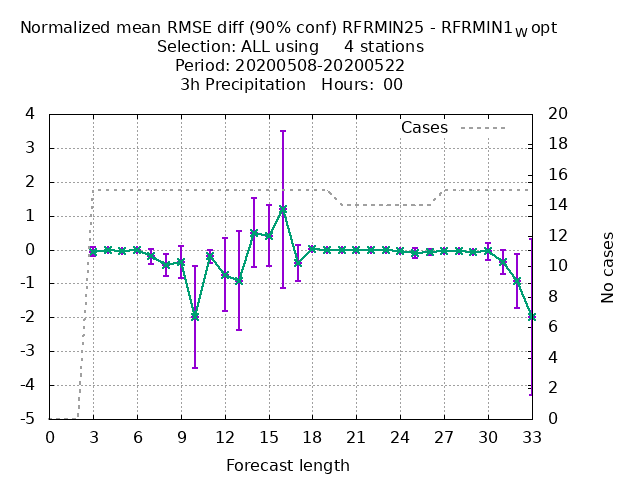 Normalized mean RMSE diff (90% conf) RFRMIN25 - RFRMIN1wopt
Selection: ALL using     4 stations
Period: 20200508-20200522
3h Precipitation   Hours:  00
Cases
4
3
2
1
0
-1
-2
-3
-4
-5
20
18
16
14
12
10
8
6
4
2
0
No cases
0 3 6 9 12 15 18 21 24 27 30 33
Forecast length